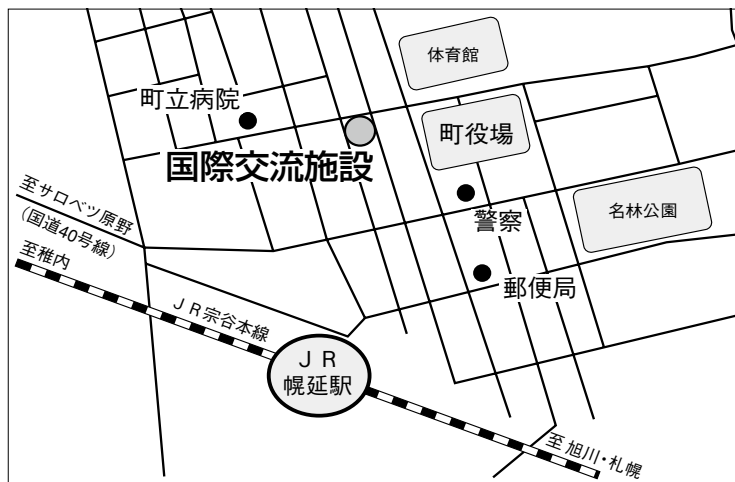 体育館
町立病院
町役場
国際交流施設
至サロベツ原野
(国道40号線)
至稚内
警察
名林公園
郵便局
JR宗谷本線
JR
幌延駅
至旭川・札幌